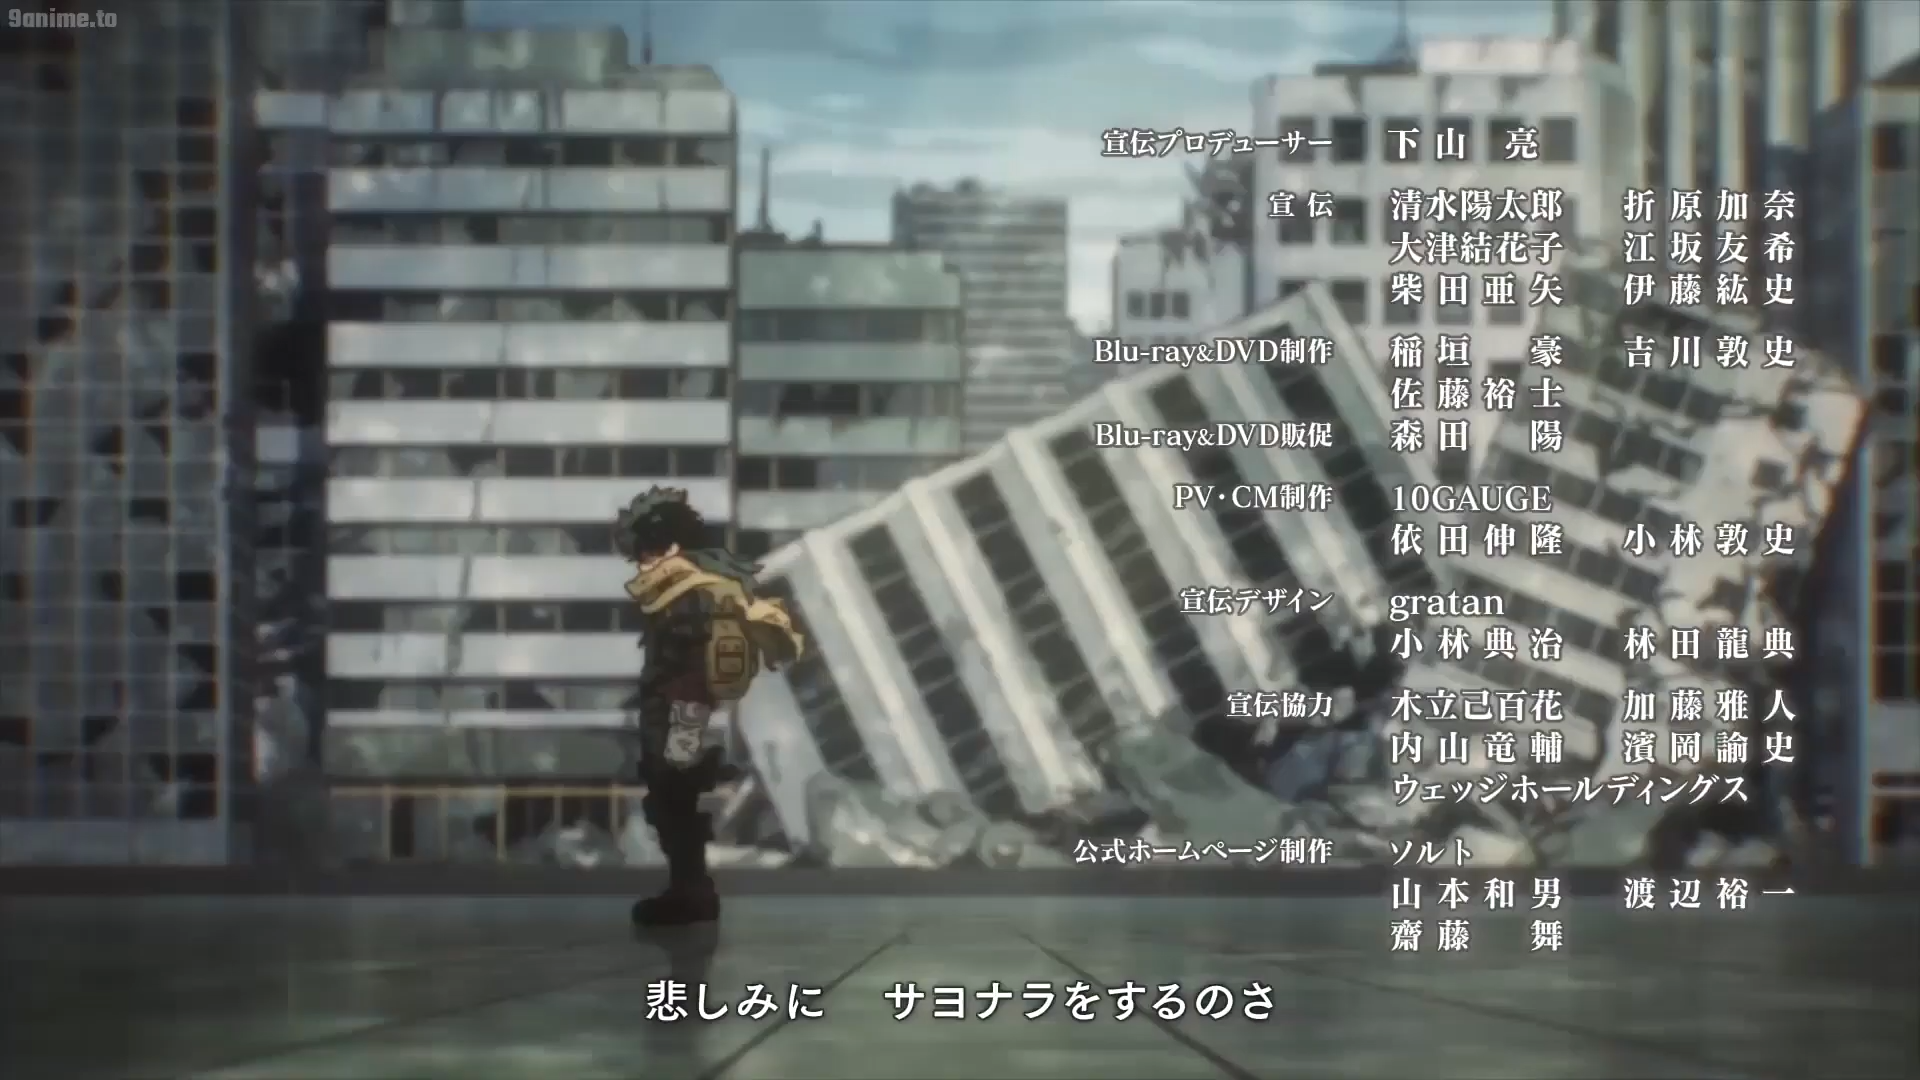 9anime.to
宣伝プロデューサー 下山 亮
宣伝 清水陽太郎 折原加奈
大津結花子 江坂友希
柴田亜矢 伊藤紘史
Blu-ray&DVD制作 稲垣 豪 吉川敦史
佐藤裕士
Blu-ray&DVD販促 森田 陽
PV・CM制作 10GAUGE
依田伸隆 小林敦史
宣伝デザイン gratan
小林典治 林田龍典
宣伝協力 木立己百花 加藤雅人
内山竜輔 濱岡諭史
ウェッジホールディングス
公式ホームページ制作 ソルト
山本和男 渡辺裕一
齋藤 舞
悲しみに サヨナラをするのさ